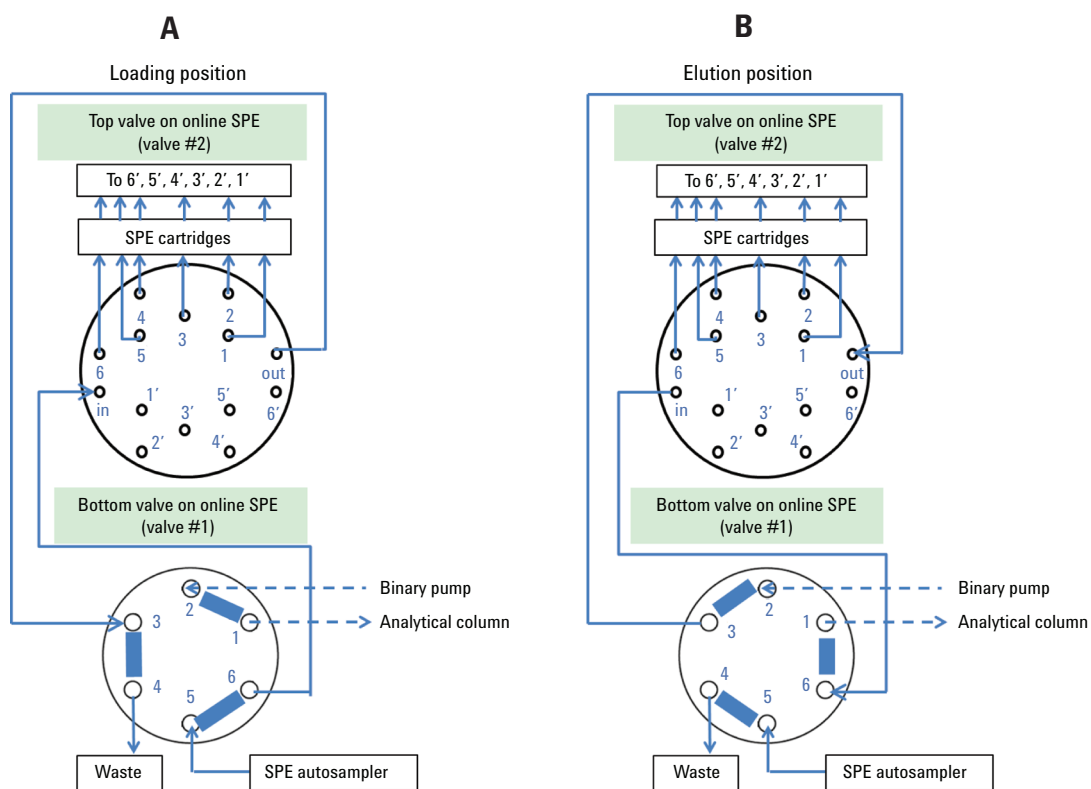 A
Loading position
Top valve on online SPE
(valve #2)
To 6′, 5′, 4′, 3′, 2′, 1′
SPE cartridges
4
2
3
5
1
6
out
in
1′
5′
6′
3′
2′
4′
Bottom valve on online SPE
(valve #1)
Binary pump
2
3
1
Analytical column
4
5
6
Waste
SPE autosampler
B
Elution position
Top valve on online SPE
(valve #2)
To 6′, 5′, 4′, 3′, 2′, 1′
SPE cartridges
4
2
3
5
1
6
out
in
1′
5′
6′
3′
2′
4′
Bottom valve on online SPE
(valve #1)
Binary pump
2
3
1
Analytical column
4
5
6
Waste
SPE autosampler